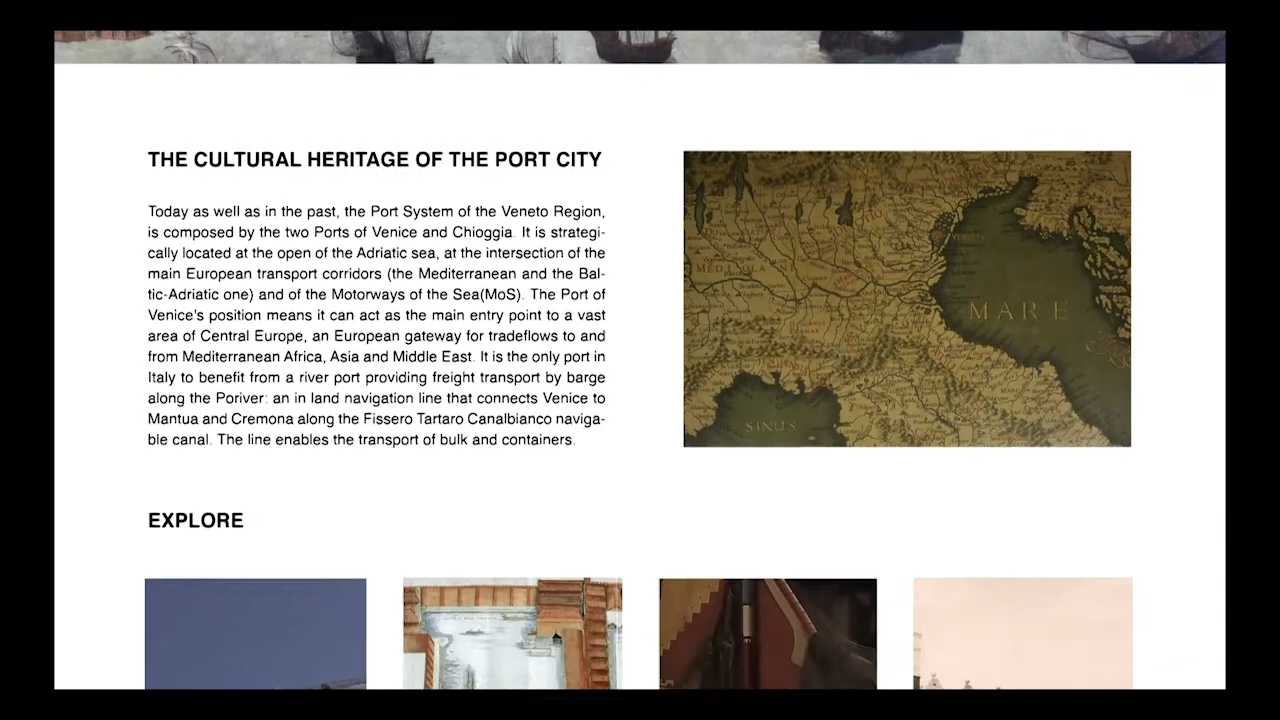 THE CULTURAL HERITAGE OF THE PORT CITY
Today as well as in the past, the Port System of the Veneto Region,
is composed by the two Ports of Venice and Chioggia. It is strategi-
cally located at the open of the Adriatic sea, at the intersection of the
main European transport corridors (the Mediterranean and the Bal-
tic-Adriatic one) and of the Motorways of the Sea(MoS). The Port of
Venice's position means it can act as the main entry point to a vast
area of Central Europe, an European gateway for tradeflows to and
from Mediterranean Africa, Asia and Middle East. It is the only port in
Italy to benefit from a river port providing freight transport by barge
along the Poriver: an in land navigation line that connects Venice to
Mantua and Cremona along the Fissero Tartaro Canalbianco naviga-
ble canal. The line enables the transport of bulk and containers.
MARE
SINUS
EXPLORE